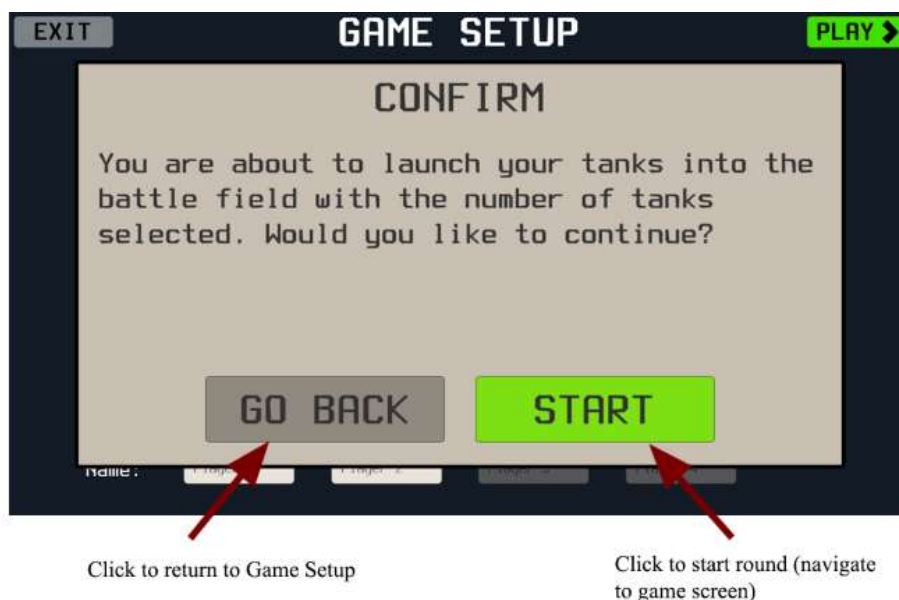 EXIT GAME SETUP PLAY
CONFIRM
You are about to launch your tanks into the
battle field with the number of tanks
selected. Would you like to continue?
GO BACK START
Name:
Click to return to Game Setup
Click to start round (navigate
to game screen)